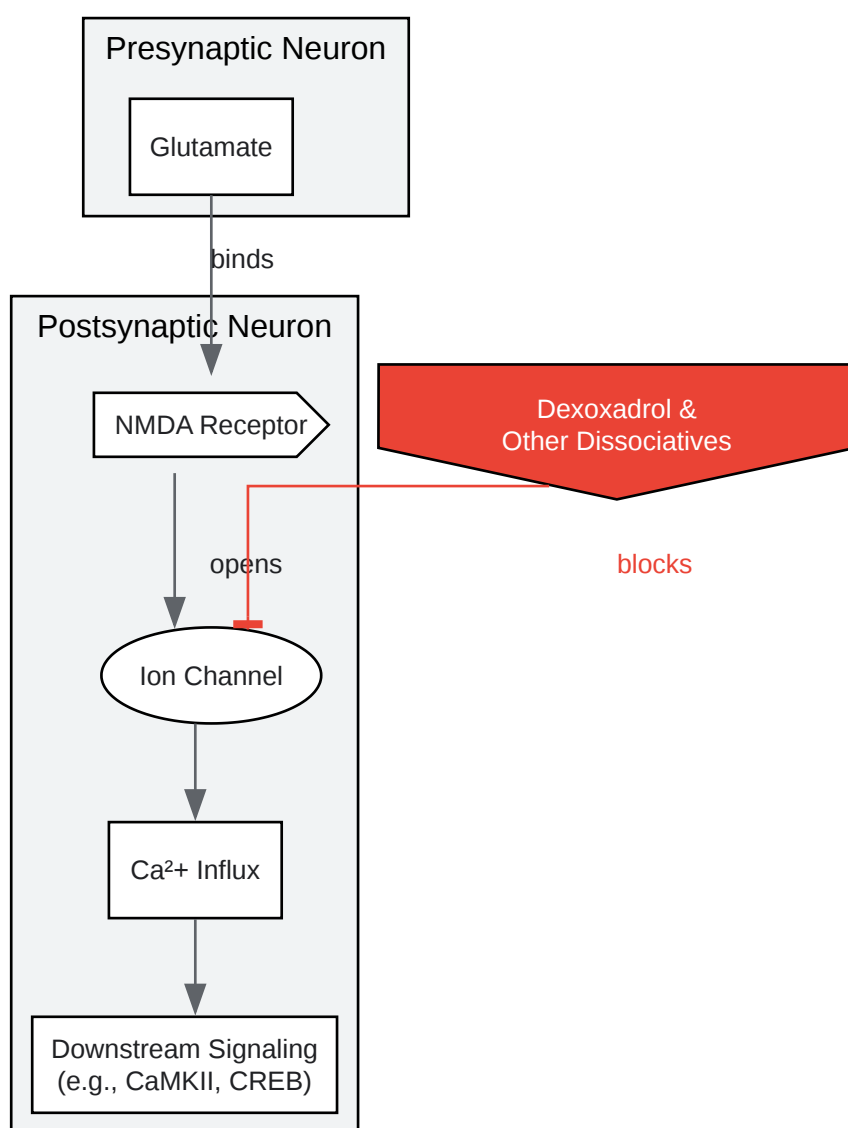 Presynaptic Neuron
Glutamate
binds
Postsynaptic Neuron
NMDA Receptor
Dexoxadrol &
Other Dissociatives
opens
blocks
Ion Channel
Ca²+ Influx
Downstream Signaling
(e.g., CaMKII, CREB)